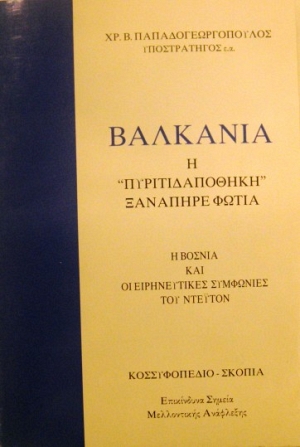 ΧΡ. Β. ΠΑΠΑΔΟΓΕΩΡΓΟΠΟΥΛΟΣ
ΥΠΟΣΤΡΑΤΗΓΟΣ ε.α.
ΒΑΛΚΑΝΙΑ
Η
“ΠΥΡΙΤΙΔΑΠΟΘΗΚΗ”
ΞΑΝΑΠΗΡΕ ΦΩΤΙΑ
Η ΒΟΣΝΙΑ
ΚΑΙ
ΟΙ ΕΙΡΗΝΕΥΤΙΚΕΣ ΣΥΜΦΩΝΙΕΣ
ΤΟΥ ΝΤΕΥΤΟΝ
ΚΟΣΣΥΦΟΠΕΔΙΟ - ΣΚΟΠΙΑ
Επικίνδυνα Σημεία
Μελλοντικής Ανάφλεξης